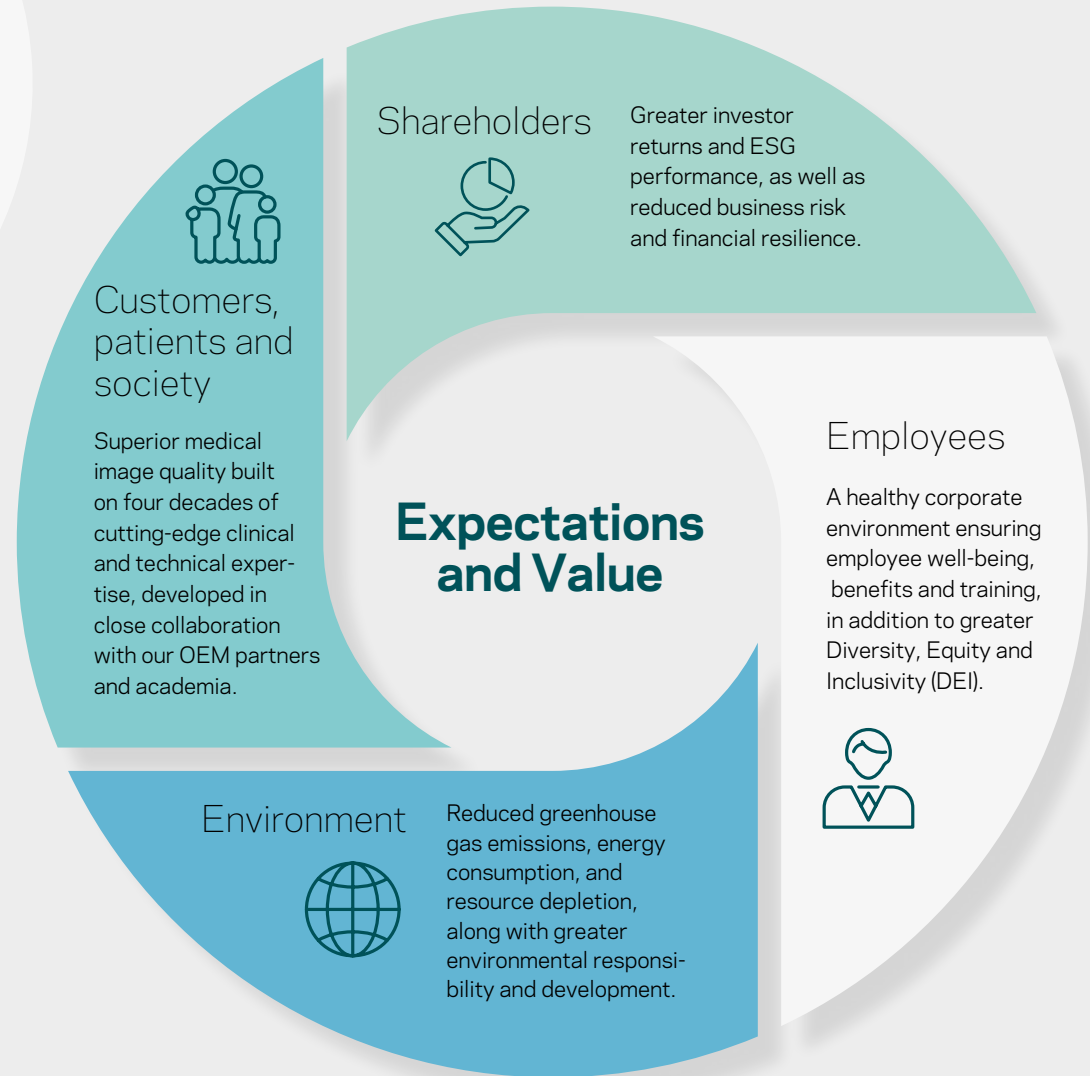 Shareholders
Greater investor
returns and ESG
performance, as well as
reduced business risk
and financial resilience.
Customers,
patients and
society
Superior medical
image quality built
on four decades of
cutting-edge clinical
and technical exper-
tise, developed in
close collaboration
with our OEM partners
and academia.
Expectations
and Value
Employees
A healthy corporate
environment ensuring
employee well-being,
benefits and training,
in addition to greater
Diversity, Equity and
Inclusivity (DEI).
Environment
Reduced greenhouse
gas emissions, energy
consumption, and
resource depletion,
along with greater
environmental responsi-
bility and development.